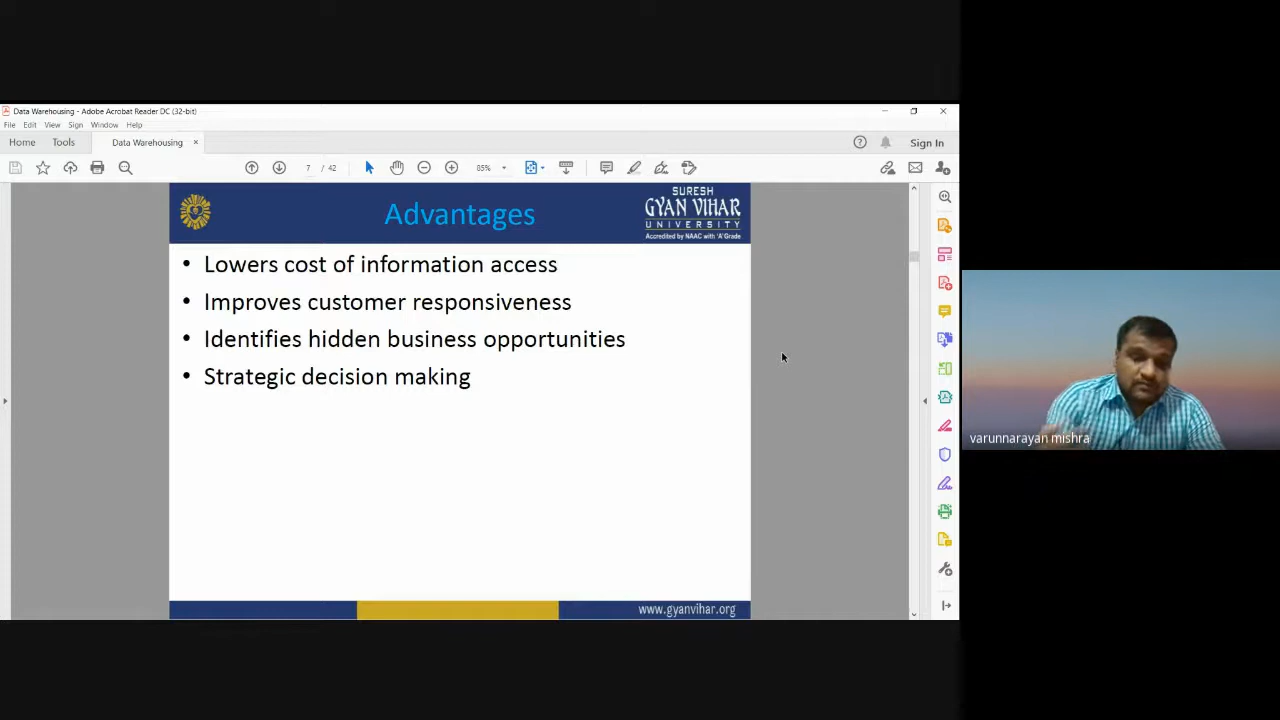 Data Warehousing - Adobe Acrobat Reader DC (32-bit)
File Edit View Sign Window Help
Home Tools Data Warehousing × Sign In
7 / 42 85%
Advantages
SURESH
GYAN VIHAR
UNIVERSITY
Accredited by NAAC with 'A' Grade
• Lowers cost of information access
• Improves customer responsiveness
• Identifies hidden business opportunities
• Strategic decision making
www.gyanvihar.org
varunnarayan mishra